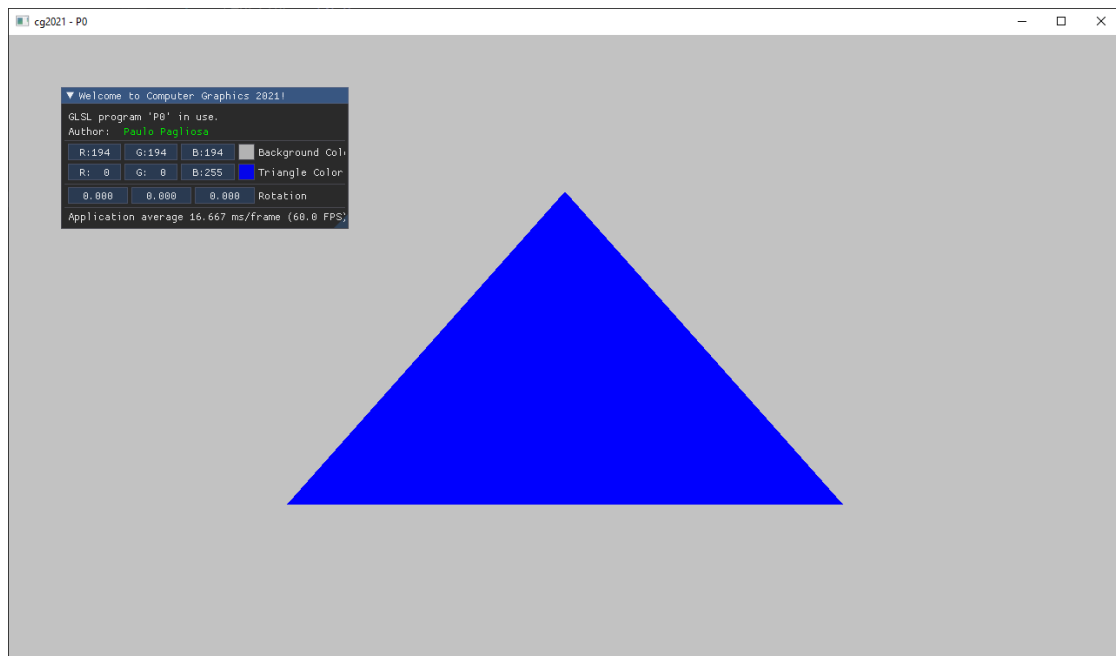 cg2021 - P0
Welcome to Computer Graphics 2021!
GLSL program 'P0' in use.
Author: Paulo Pagliosa
R:194 G:194 B:194 Background Col
R: 0 G: 0 B:255 Triangle Color
0.000 0.000 0.000 Rotation
Application average 16.667 ms/frame (60.0 FPS)